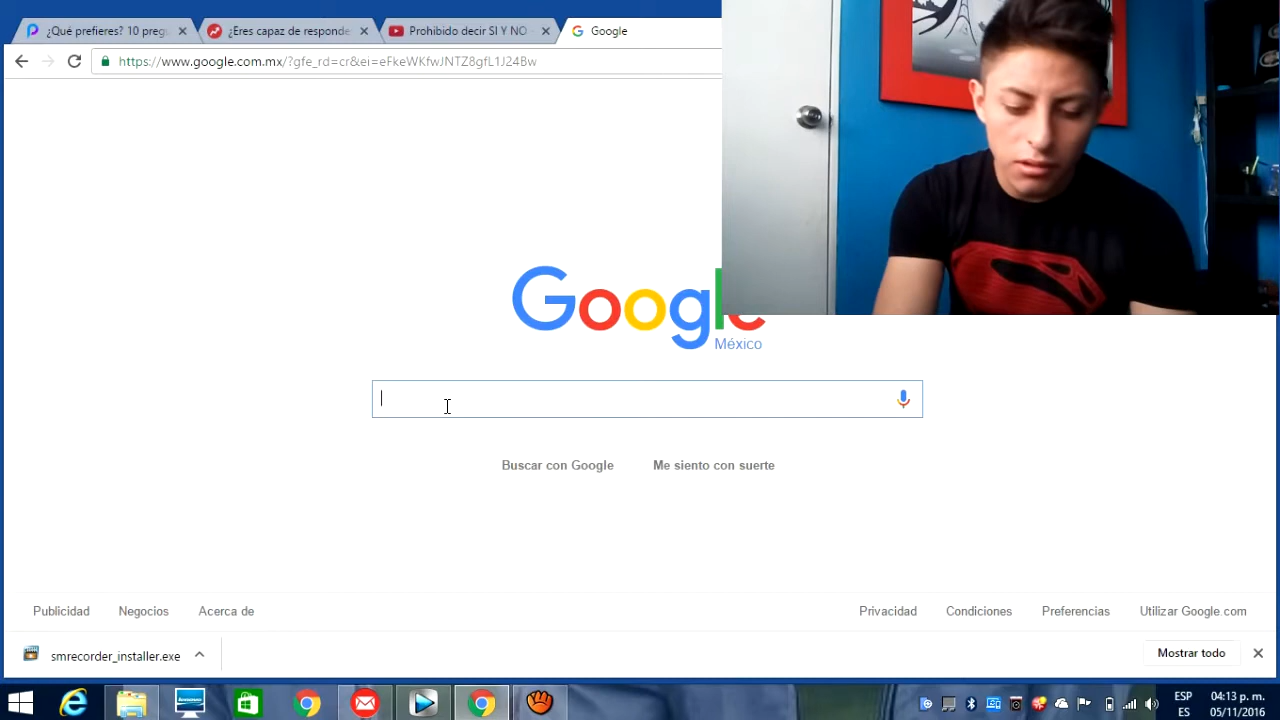 ¿Qué prefieres? 10 preg
¿Eres capaz de responde
Prohibido decir SI Y NO -
Google
https://www.google.com.mx/?gfe_rd=cr&ei=eFkeWKfwJNTZ8gfL1J24Bw
Google
México
Buscar con Google
Me siento con suerte
Publicidad
Negocios
Acerca de
Privacidad
Condiciones
Preferencias
Utilizar Google.com
smrecorder_installer.exe
Mostrar todo
lenovo
ESP
ES
04:13 p. m.
05/11/2016